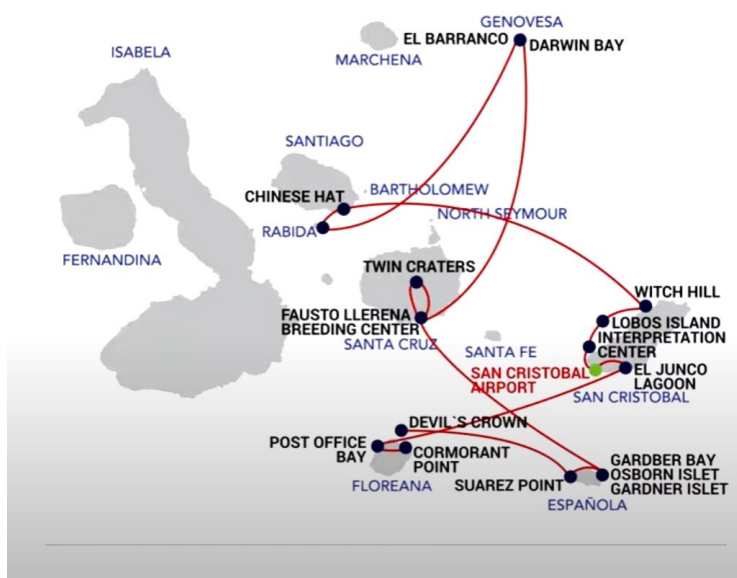 GENOVESA
EL BARRANCO
DARWIN BAY
ISABELA
MARCHENA
SANTIAGO
CHINESE HAT
BARTHOLOMEW
NORTH SEYMOUR
RABIDA
FERNANDINA
TWIN CRATERS
WITCH HILL
FAUSTO LLERENA
BREEDING CENTER
SANTA CRUZ
LOBOS ISLAND
INTERPRETATION
CENTER
SANTA FE
SAN CRISTOBAL
AIRPORT
EL JUNCO
LAGOON
SAN CRISTOBAL
DEVIL`S CROWN
POST OFFICE
BAY
CORMORANT
POINT
FLOREANA
SUAREZ POINT
GARDBER BAY
OSBORN ISLET
GARDNER ISLET
ESPAÑOLA